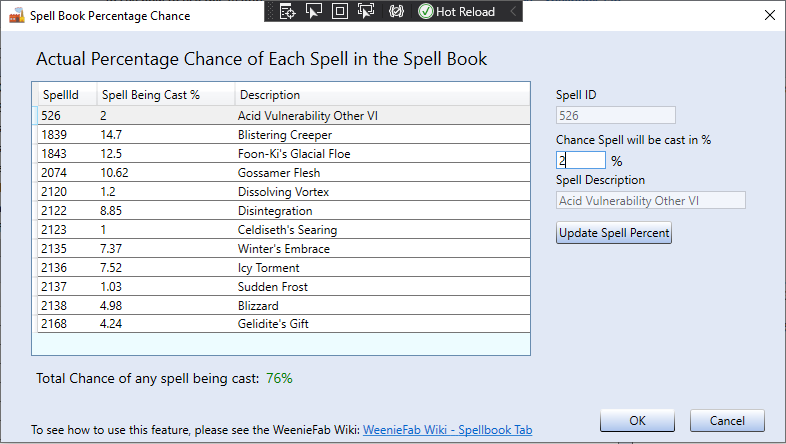 Spell Book Percentage Chance
Hot Reload
Actual Percentage Chance of Each Spell in the Spell Book
SpellId Spell Being Cast % Description
526 2 Acid Vulnerability Other VI
1839 14.7 Blistering Creeper
1843 12.5 Foon-Ki's Glacial Floe
2074 10.62 Gossamer Flesh
2120 1.2 Dissolving Vortex
2122 8.85 Disintegration
2123 1 Celdiseth's Searing
2135 7.37 Winter's Embrace
2136 7.52 Icy Torment
2137 1.03 Sudden Frost
2138 4.98 Blizzard
2168 4.24 Gelidite's Gift
Spell ID
526
Chance Spell will be cast in %
2 %
Spell Description
Acid Vulnerability Other VI
Update Spell Percent
Total Chance of any spell being cast: 76%
To see how to use this feature, please see the WeenieFab Wiki: WeenieFab Wiki - Spellbook Tab
OK Cancel